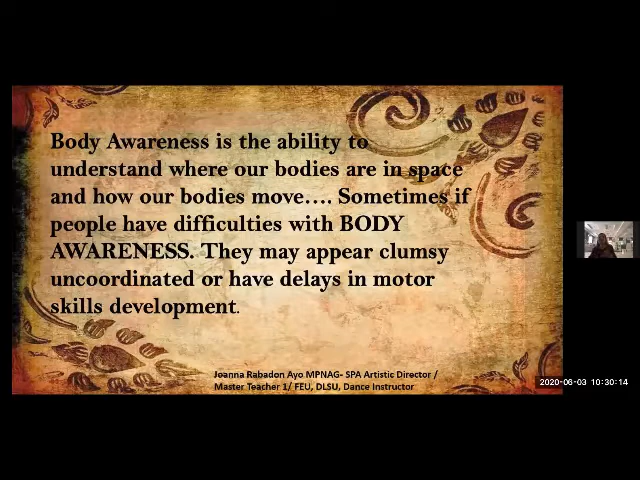 Body Awareness is the ability to
understand where our bodies are in space
and how our bodies move…. Sometimes if
people have difficulties with BODY
AWARENESS. They may appear clumsy
uncoordinated or have delays in motor
skills development.
Joanna Rabadon Ayo MPNAG- SPA Artistic Director /
Master Teacher 1/ FEU, DLSU, Dance Instructor
2020-06-03 10:30:14